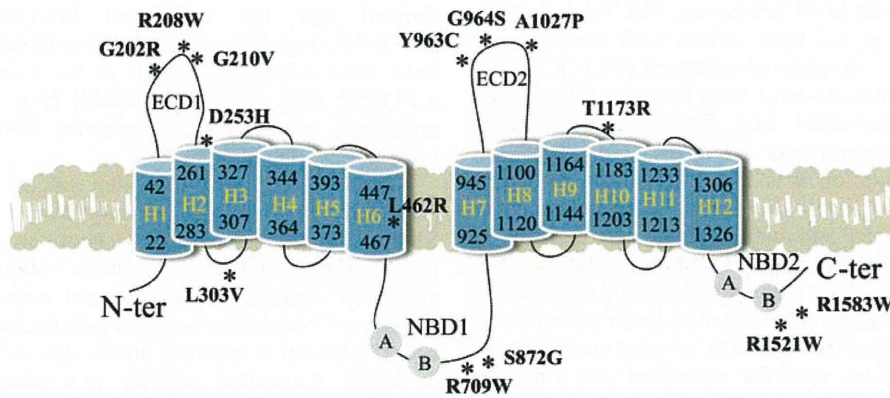 R208W
G202R
G210V
ECD1
D253H
G964S
A1027P
Y963C
ECD2
T1173R
42 261 327 344 393 447
H1 H2 H3 H4 H5 H6
L462R
22 283 307 364 373 467
945 1100 1164 1183 1233 1306
H7 H8 H9 H10 H11 H12
925 1120 1144 1203 1213 1326
N-ter
L303V
A
B
NBD1
S872G
R709W
NBD2
A
B
C-ter
R1583W
R1521W